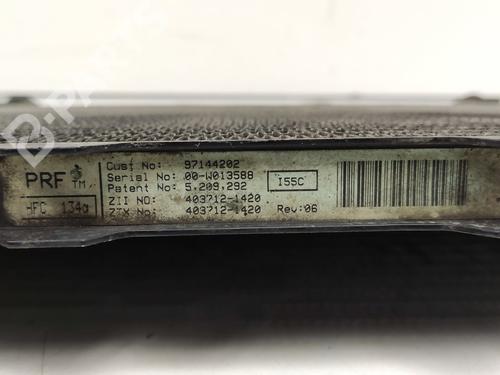 PRF TM
HFC 134a
Cust No: 97144202
Serial No: 00-W013588
Patent No: 5,209,292
ZII NO: 403712-1420
ZTX No: 403712-1420 Rev:06
I55C